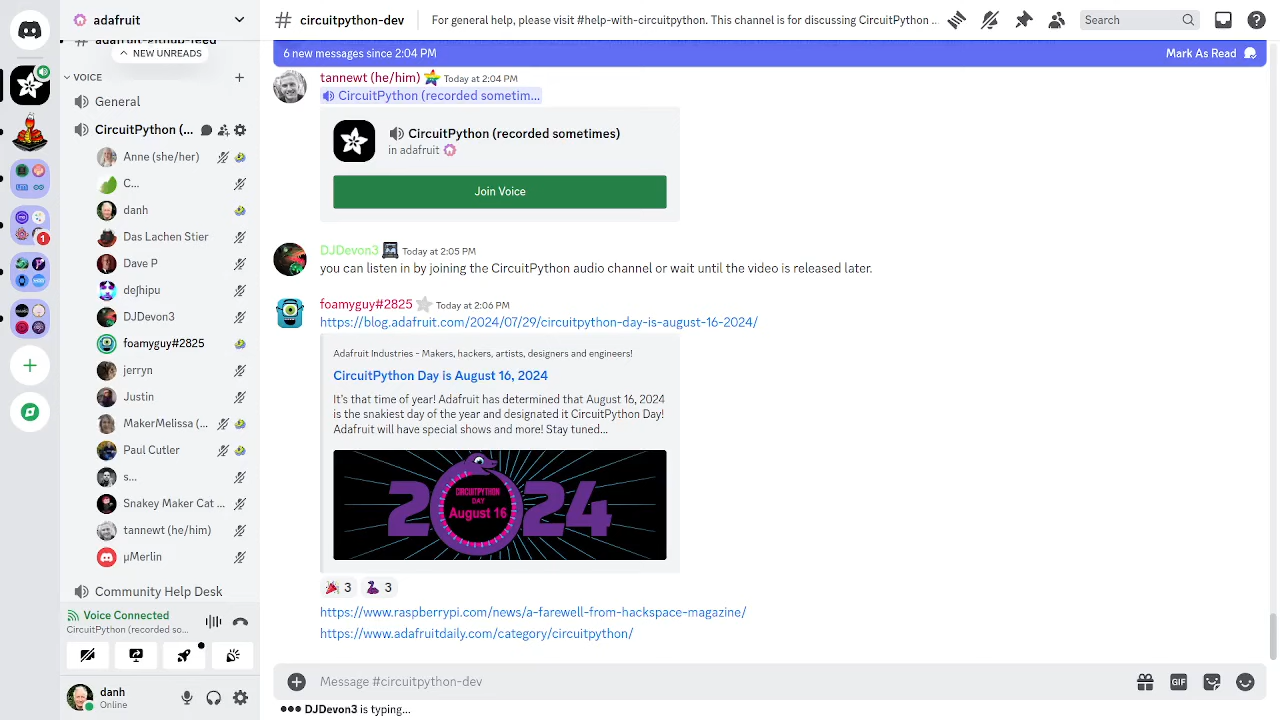 adafruit
# circuitpython-dev
For general help, please visit #help-with-circuitpython. This channel is for discussing CircuitPython ...
Search
NEW UNREADS
VOICE
General
CircuitPython (...
Anne (she/her)
C...
danh
Das Lachen Stier
Dave P
de∫hipu
DJDevon3
foamyguy#2825
jerryn
Justin
MakerMelissa (...
Paul Cutler
s...
Snakey Maker Cat ...
tannewt (he/him)
µMerlin
Community Help Desk
Voice Connected
CircuitPython (recorded so...
danh
Online
1
6 new messages since 2:04 PM
Mark As Read
tannewt (he/him) Today at 2:04 PM
CircuitPython (recorded sometim...
CircuitPython (recorded sometimes)
in adafruit
Join Voice
DJDevon3 Today at 2:05 PM
you can listen in by joining the CircuitPython audio channel or wait until the video is released later.
foamyguy#2825 Today at 2:06 PM
https://blog.adafruit.com/2024/07/29/circuitpython-day-is-august-16-2024/
Adafruit Industries - Makers, hackers, artists, designers and engineers!
CircuitPython Day is August 16, 2024
It's that time of year! Adafruit has determined that August 16, 2024
is the snakiest day of the year and designated it CircuitPython Day!
Adafruit will have special shows and more! Stay tuned...
2024
CIRCUITPYTHON
DAY
August 16
3 3
https://www.raspberrypi.com/news/a-farewell-from-hackspace-magazine/
https://www.adafruitdaily.com/category/circuitpython/
Message #circuitpython-dev
GIF
DJDevon3 is typing...